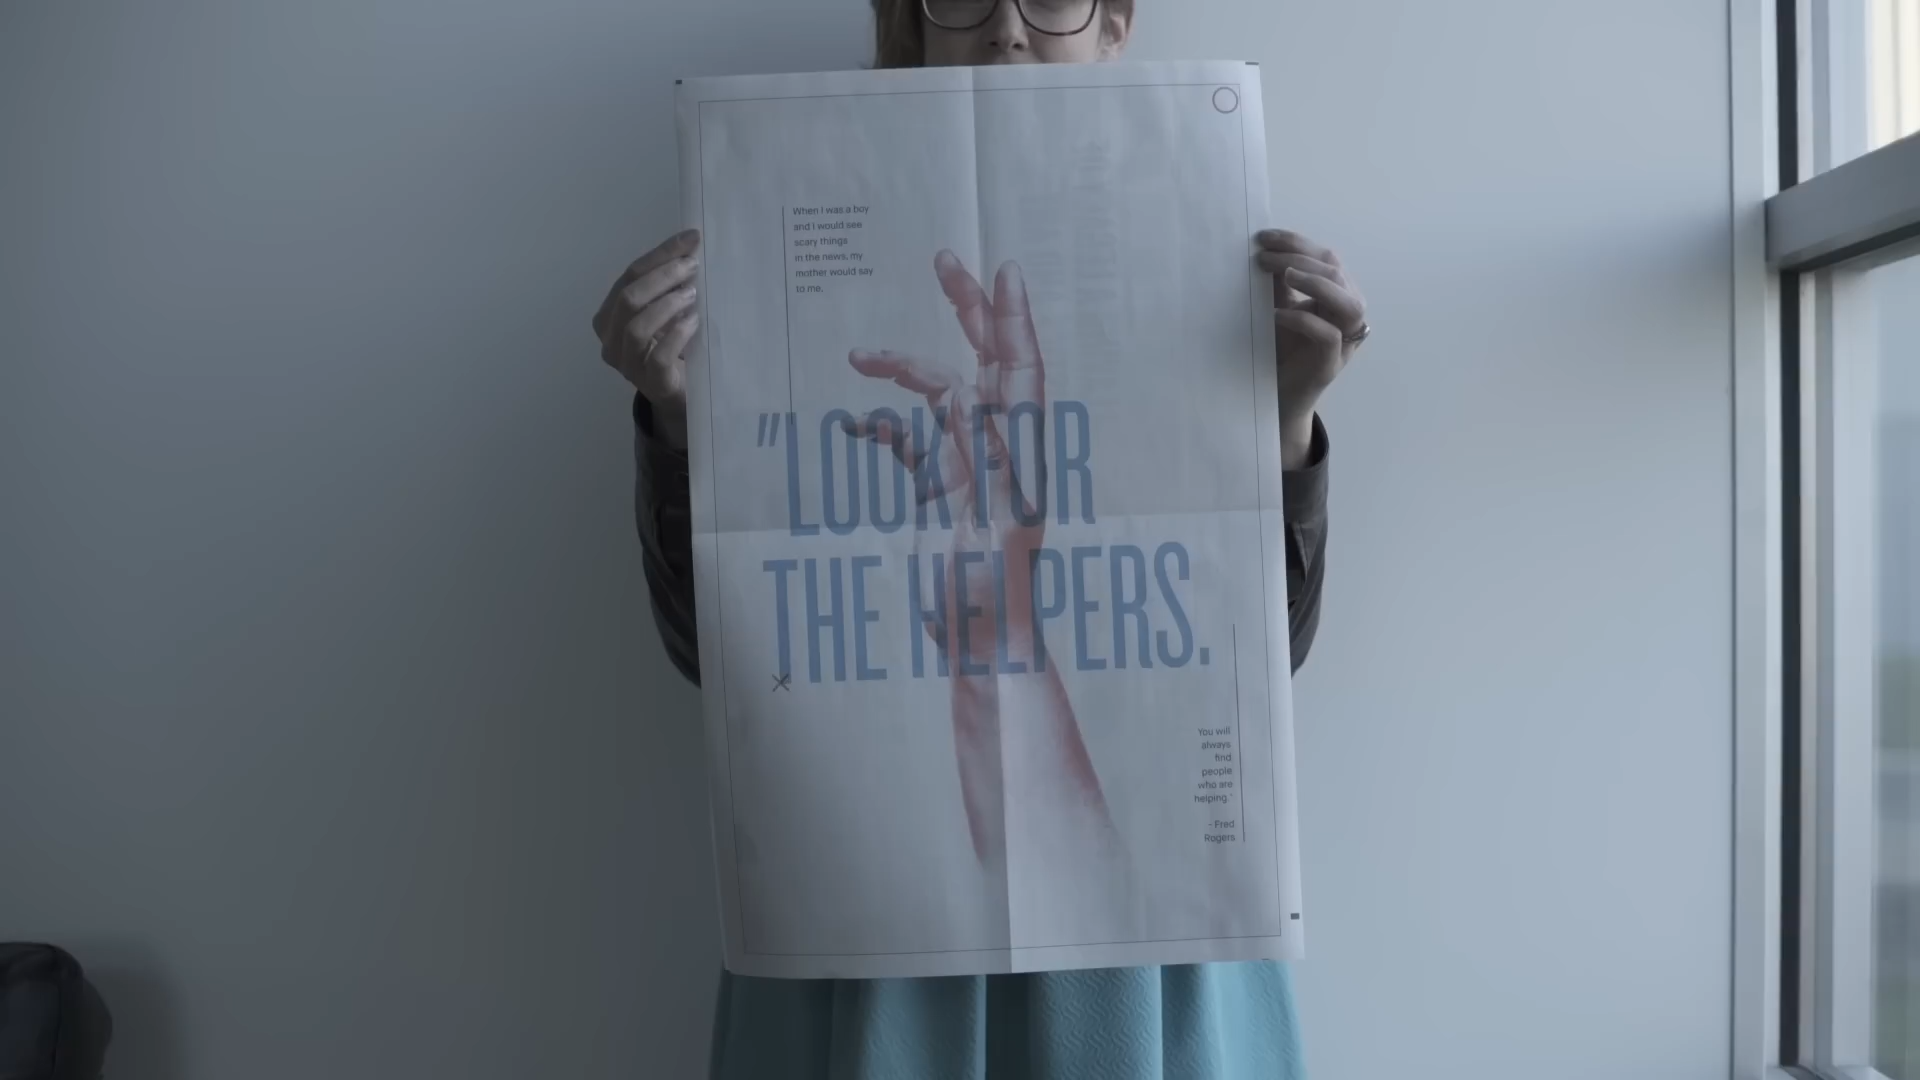 When I was a boy
and I would see
scary things
in the news, my
mother would say
to me,
"LOOK FOR
THE HELPERS.
You will
always
find
people
who are
helping."
- Fred
Rogers